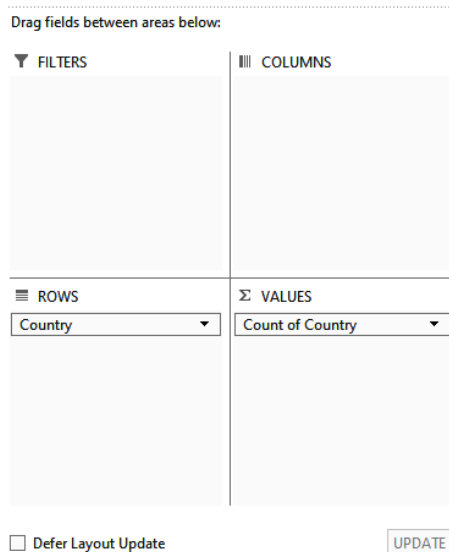 Drag fields between areas below:
FILTERS
COLUMNS
ROWS
Σ VALUES
Country
Count of Country
Defer Layout Update
UPDATE